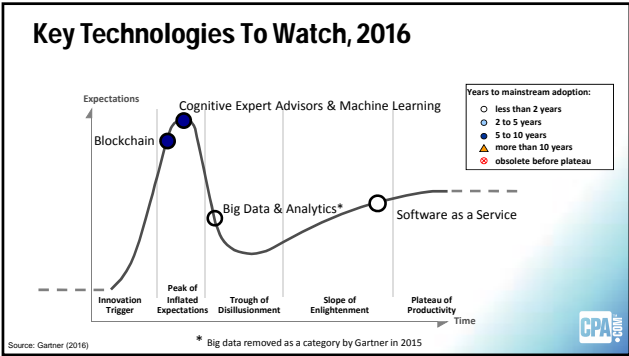 Key Technologies To Watch, 2016
Expectations
Cognitive Expert Advisors & Machine Learning
Blockchain
Big Data & Analytics*
Software as a Service
Years to mainstream adoption:
less than 2 years
2 to 5 years
5 to 10 years
more than 10 years
obsolete before plateau
Innovation
Trigger
Peak of
Inflated
Expectations
Trough of
Disillusionment
Slope of
Enlightenment
Plateau of
Productivity
Time
Source: Gartner (2016)
* Big data removed as a category by Gartner in 2015
CPA.COM